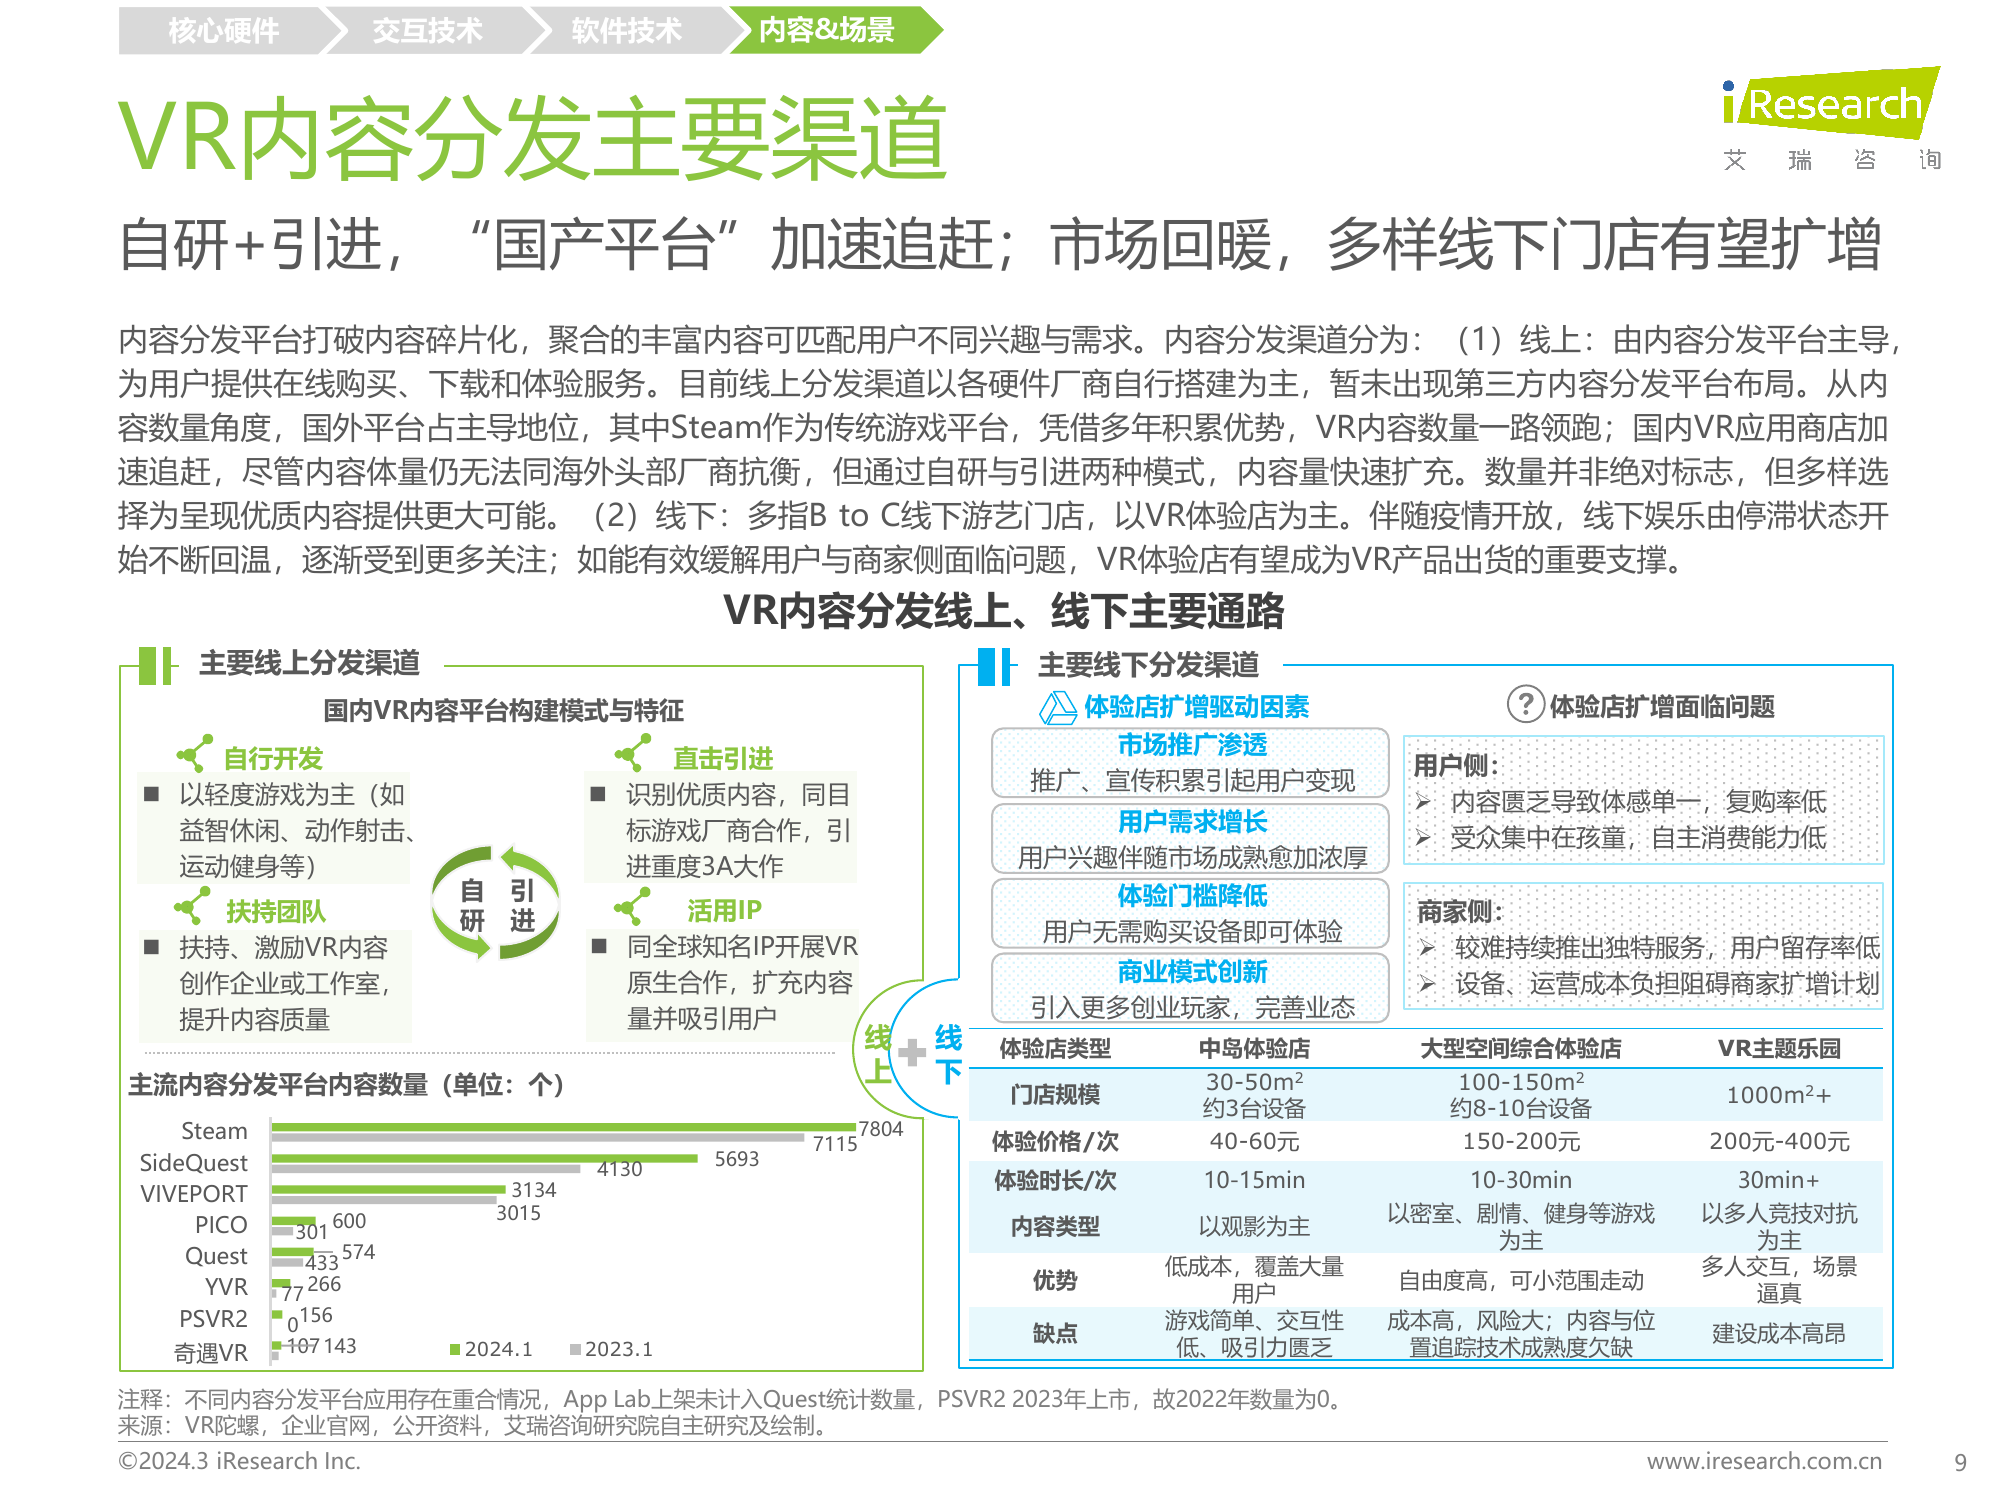 核心硬件
交互技术
软件技术
内容&场景
VR内容分发主要渠道
iResearch
艾瑞咨询
自研+引进，“国产平台”加速追赶；市场回暖，多样线下门店有望扩增
内容分发平台打破内容碎片化，聚合的丰富内容可匹配用户不同兴趣与需求。内容分发渠道分为：（1）线上：由内容分发平台主导，
为用户提供在线购买、下载和体验服务。目前线上分发渠道以各硬件厂商自行搭建为主，暂未出现第三方内容分发平台布局。从内
容数量角度，国外平台占主导地位，其中Steam作为传统游戏平台，凭借多年积累优势，VR内容数量一路领跑；国内VR应用商店加
速追赶，尽管内容体量仍无法同海外头部厂商抗衡，但通过自研与引进两种模式，内容量快速扩充。数量并非绝对标志，但多样选
择为呈现优质内容提供更大可能。（2）线下：多指B to C线下游艺门店，以VR体验店为主。伴随疫情开放，线下娱乐由停滞状态开
始不断回温，逐渐受到更多关注；如能有效缓解用户与商家侧面临问题，VR体验店有望成为VR产品出货的重要支撑。
VR内容分发线上、线下主要通路
主要线上分发渠道
国内VR内容平台构建模式与特征
自行开发
■ 以轻度游戏为主（如
益智休闲、动作射击、
运动健身等）
直击引进
■ 识别优质内容，同目
标游戏厂商合作，引
进重度3A大作
自研 引进
扶持团队
■ 扶持、激励VR内容
创作企业或工作室，
提升内容质量
活用IP
■ 同全球知名IP开展VR
原生合作，扩充内容
量并吸引用户
线上
线下
主流内容分发平台内容数量（单位：个）
Steam 7804 7115
SideQuest 5693 4130
VIVEPORT 3134 3015
PICO 600 301
Quest 574 433
YVR 266 77
PSVR2 156 0
奇遇VR 143 107
2024.1 2023.1
主要线下分发渠道
体验店扩增驱动因素
市场推广渗透
推广、宣传积累引起用户变现
用户需求增长
用户兴趣伴随市场成熟愈加浓厚
体验门槛降低
用户无需购买设备即可体验
商业模式创新
引入更多创业玩家，完善业态
? 体验店扩增面临问题
用户侧：
➢ 内容匮乏导致体感单一，复购率低
➢ 受众集中在孩童，自主消费能力低
商家侧：
➢ 较难持续推出独特服务，用户留存率低
➢ 设备、运营成本负担阻碍商家扩增计划
体验店类型 中岛体验店 大型空间综合体验店 VR主题乐园
门店规模 30-50m² 约3台设备 100-150m² 约8-10台设备 1000m²+
体验价格/次 40-60元 150-200元 200元-400元
体验时长/次 10-15min 10-30min 30min+
内容类型 以观影为主 以密室、剧情、健身等游戏为主 以多人竞技对抗为主
优势 低成本，覆盖大量用户 自由度高，可小范围走动 多人交互，场景逼真
缺点 游戏简单、交互性低、吸引力匮乏 成本高，风险大；内容与位置追踪技术成熟度欠缺 建设成本高昂
注释：不同内容分发平台应用存在重合情况，App Lab上架未计入Quest统计数量，PSVR2 2023年上市，故2022年数量为0。
来源：VR陀螺，企业官网，公开资料，艾瑞咨询研究院自主研究及绘制。
©2024.3 iResearch Inc.
www.iresearch.com.cn
9